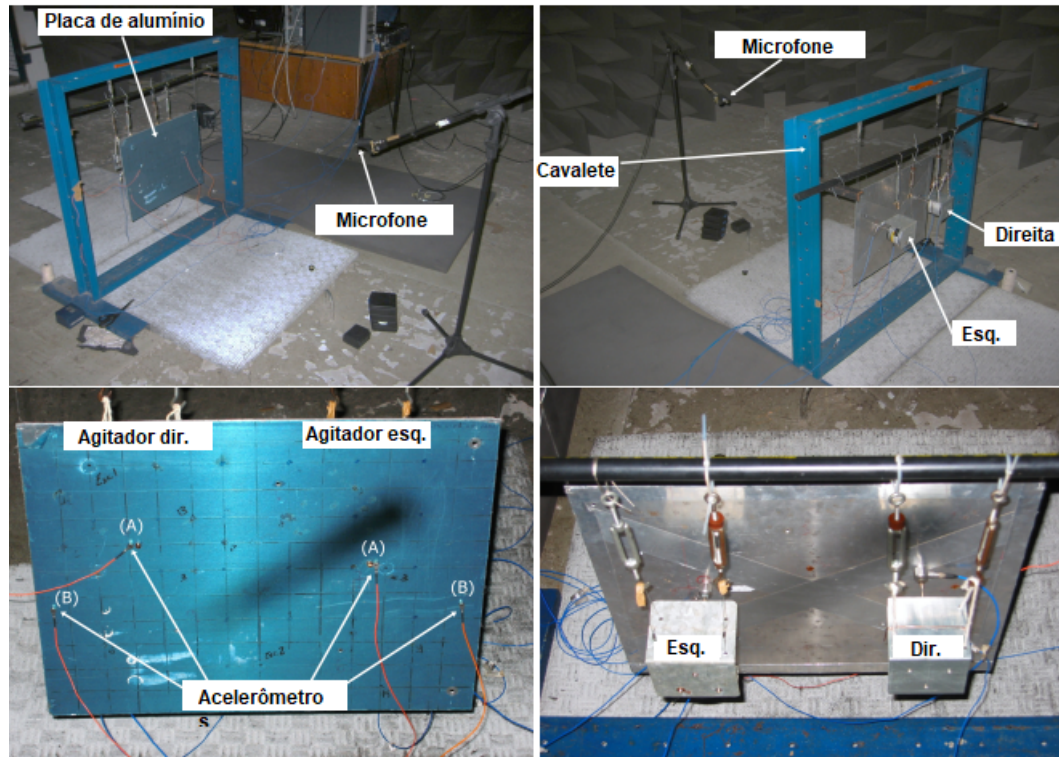 Placa de alumínio
Microfone
Microfone
Cavalete
Direita
Esq.
Agitador dir.
Agitador esq.
(A)
(A)
(B)
(B)
Acelerômetro
s
Esq.
Dir.